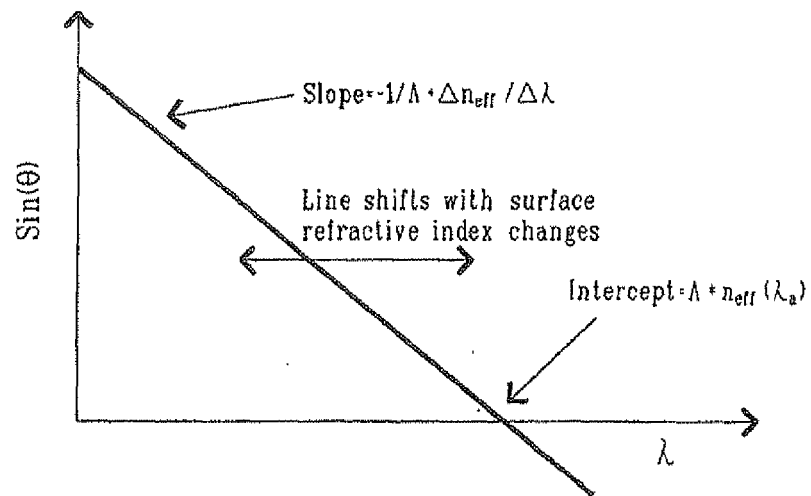 Slope=-1/Λ + Δn_eff / Δλ
Sin(θ)
Line shifts with surface
refractive index changes
Intercept=Λ * n_eff (λ_a)
λ